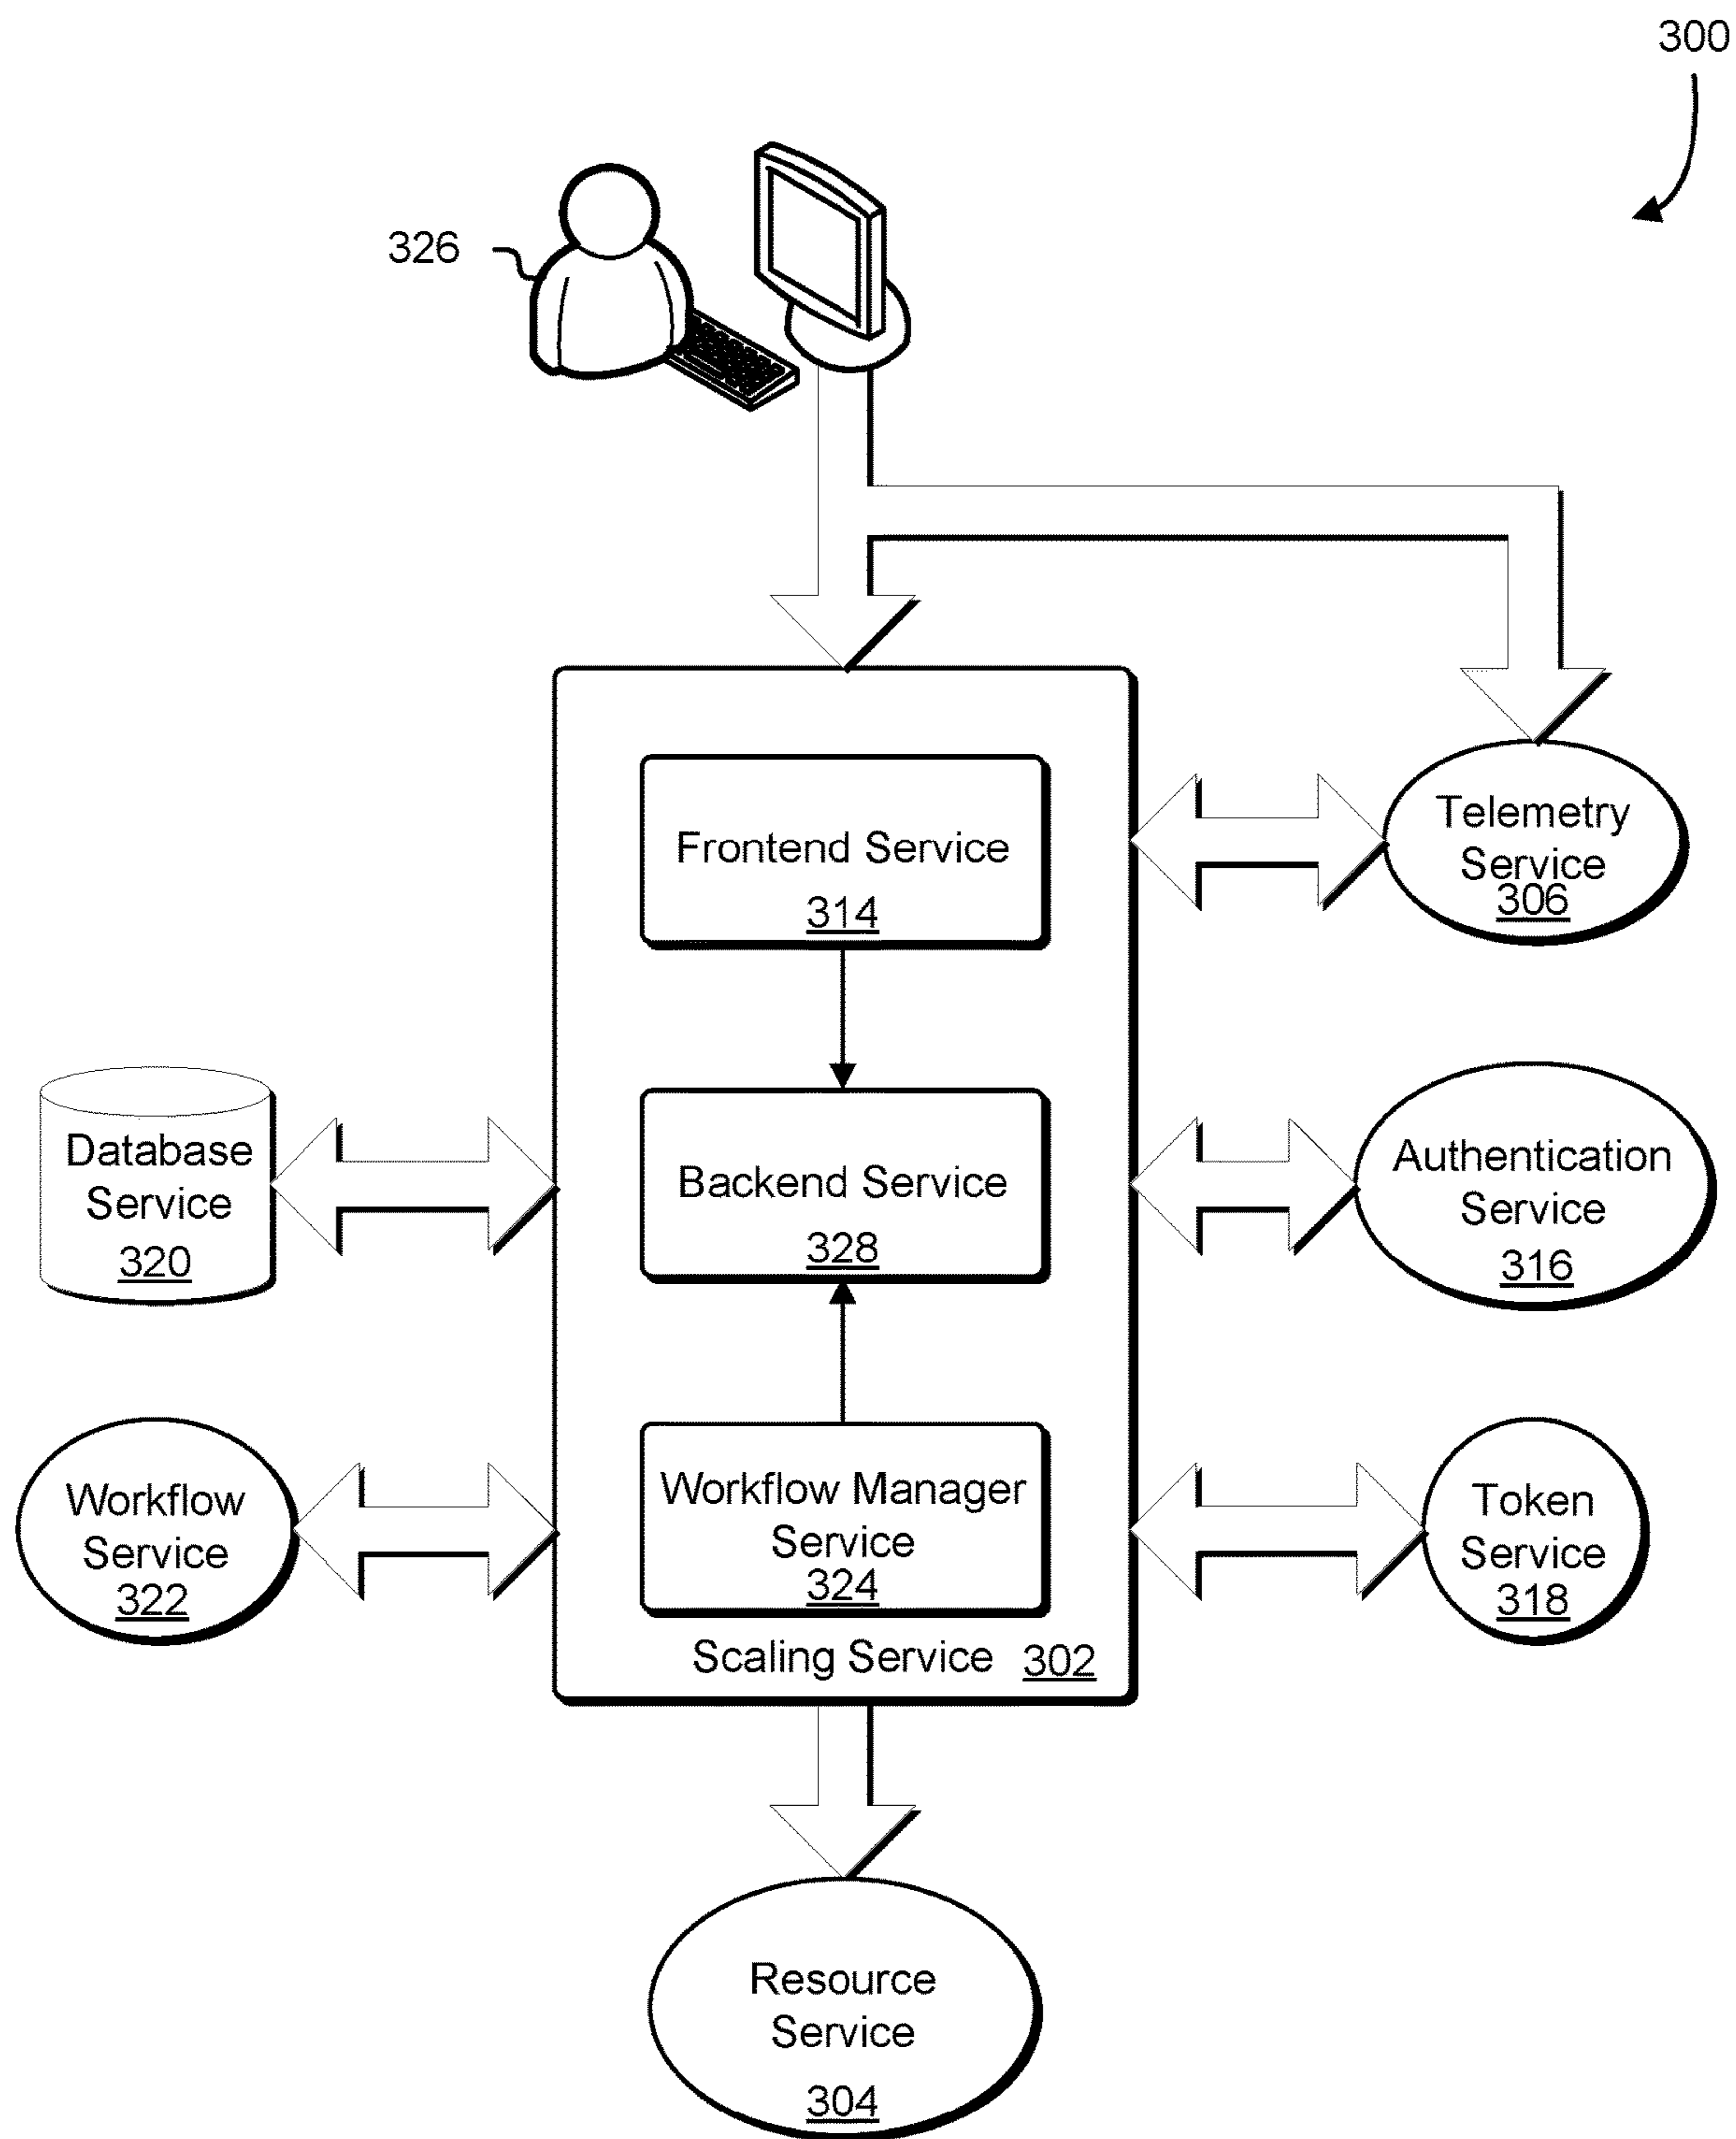 300
326
Frontend Service
314
Telemetry
Service
306
Database
Service
320
Backend Service
328
Authentication
Service
316
Workflow
Service
322
Workflow Manager
Service
324
Token
Service
318
Scaling Service 302
Resource
Service
304